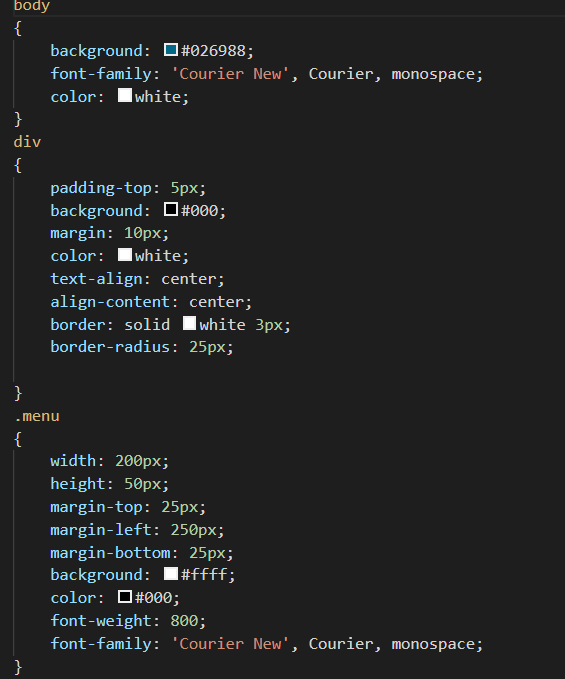 body
{
    background: #026988;
    font-family: 'Courier New', Courier, monospace;
    color: white;
}
div
{
    padding-top: 5px;
    background: #000;
    margin: 10px;
    color: white;
    text-align: center;
    align-content: center;
    border: solid white 3px;
    border-radius: 25px;

}
.menu
{
    width: 200px;
    height: 50px;
    margin-top: 25px;
    margin-left: 250px;
    margin-bottom: 25px;
    background: #ffff;
    color: #000;
    font-weight: 800;
    font-family: 'Courier New', Courier, monospace;
}